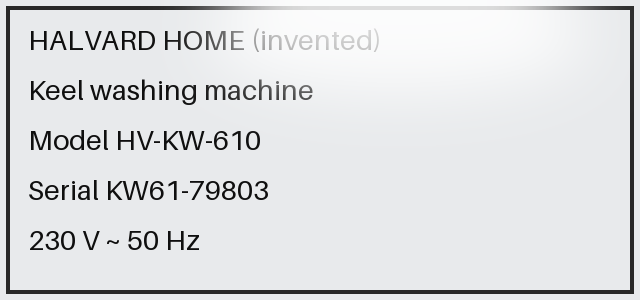 HALVARD HOME (invented)
Keel washing machine
Model HV-KW-610
Serial KW61-79803
230 V ~ 50 Hz